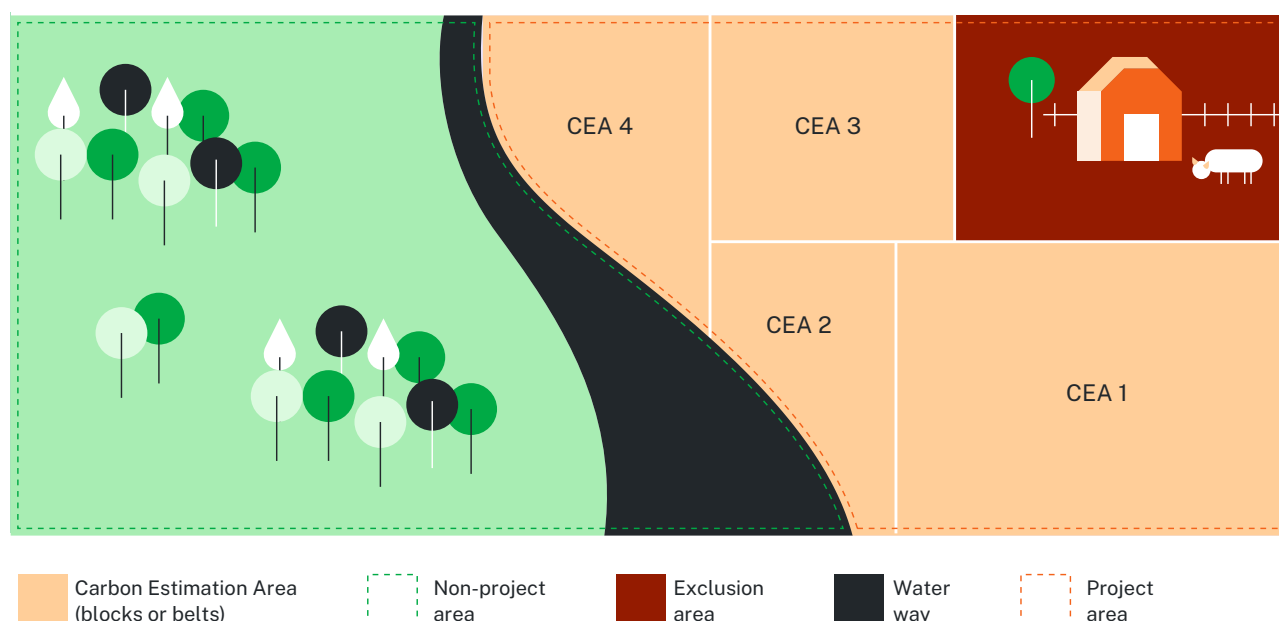 CEA 4
CEA 3
CEA 2
CEA 1
Carbon Estimation Area
(blocks or belts)
Non-project
area
Exclusion
area
Water
way
Project
area